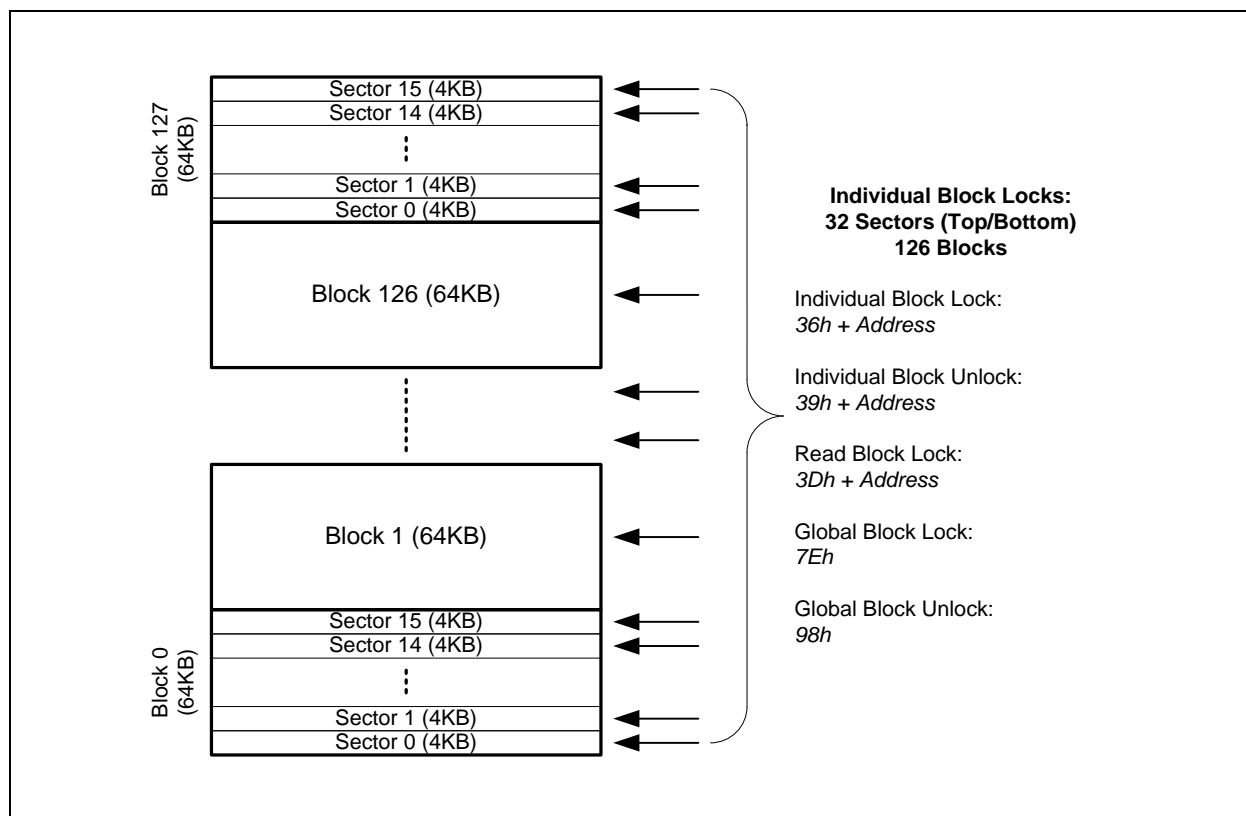 Block 127
(64KB)
Sector 15 (4KB)
Sector 14 (4KB)
Sector 1 (4KB)
Sector 0 (4KB)
Block 126 (64KB)
Block 1 (64KB)
Block 0
(64KB)
Sector 15 (4KB)
Sector 14 (4KB)
Sector 1 (4KB)
Sector 0 (4KB)
Individual Block Locks:
32 Sectors (Top/Bottom)
126 Blocks
Individual Block Lock:
36h + Address
Individual Block Unlock:
39h + Address
Read Block Lock:
3Dh + Address
Global Block Lock:
7Eh
Global Block Unlock:
98h